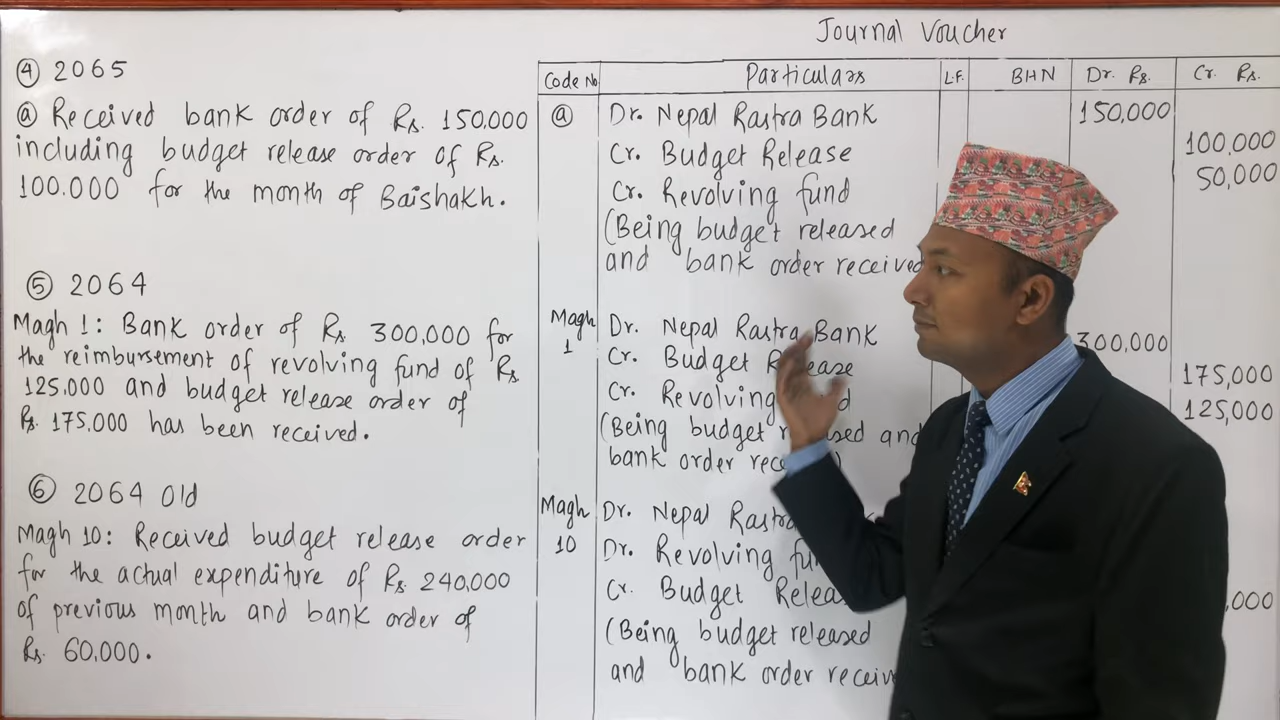 Journal Voucher
④ 2065
ⓐ Received bank order of Rs. 150,000
including budget release order of Rs.
100.000 for the month of Baishakh.
⑤ 2064
Magh 1: Bank order of Rs. 300,000 for
the reimbursement of revolving fund of Rs
125.000 and budget release order of
Rs. 175.000 has been received.
⑥ 2064 Old
Magh 10: Received budget release order
for the actual expenditure of Rs 240,000
of previous month and bank order of
Rs. 60.000.
Code No Particulars L.F. BHN Dr. Rs. Cr. Rs.
ⓐ Dr. Nepal Rastra Bank 150,000
Cr. Budget Release 100,000
Cr. Revolving fund 50,000
(Being budget released
and bank order received
Magh 1 Dr. Nepal Rastra Bank 300,000
Cr. Budget Release 175,000
Cr. Revolving 125,000
(Being budget and
bank order
Magh 10 Dr. Nepal
Dr. Revolving
Cr. Budget
(Being budget released
and bank order